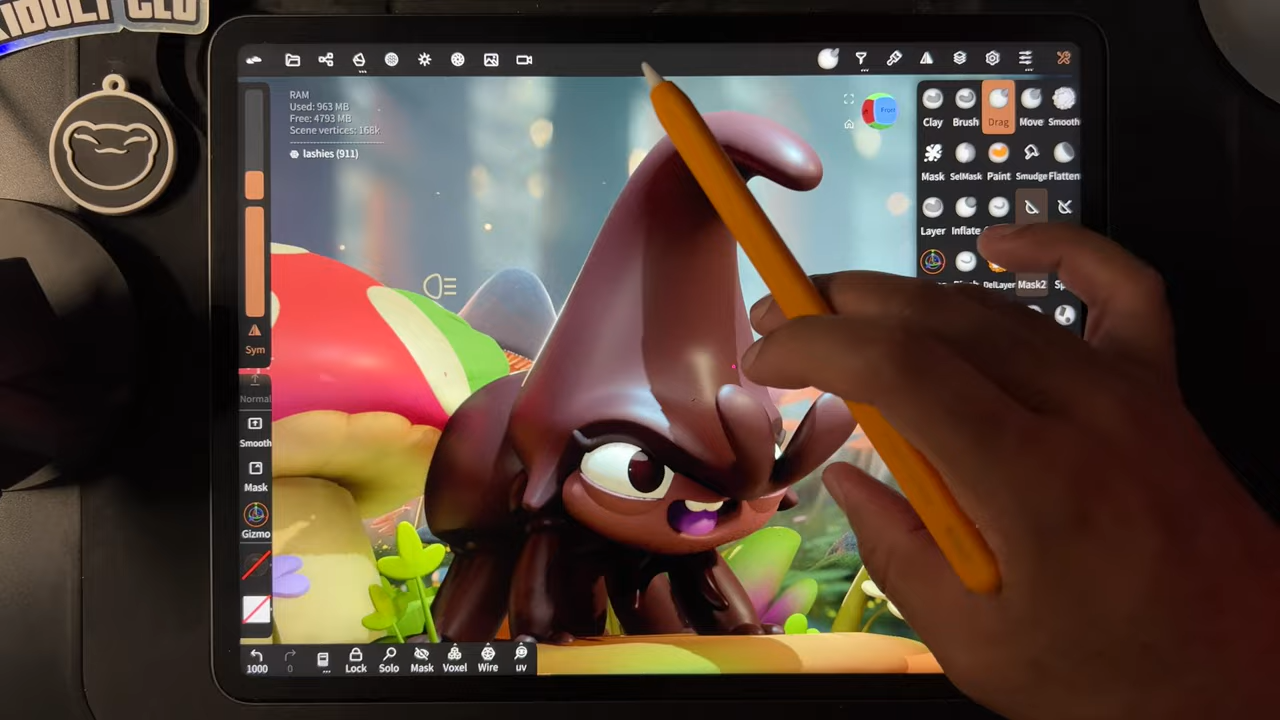 RAM
Used: 963 MB
Free: 4793 MB
Scene vertices: 168k
lashies (911)
Front
Clay Brush Drag Move Smooth
Mask SelMask Paint Smudge Flatten
Layer Inflate
DelLayer Mask2
Sym
Normal
Smooth
Mask
Gizmo
1000 0 Lock Solo Mask Voxel Wire uv